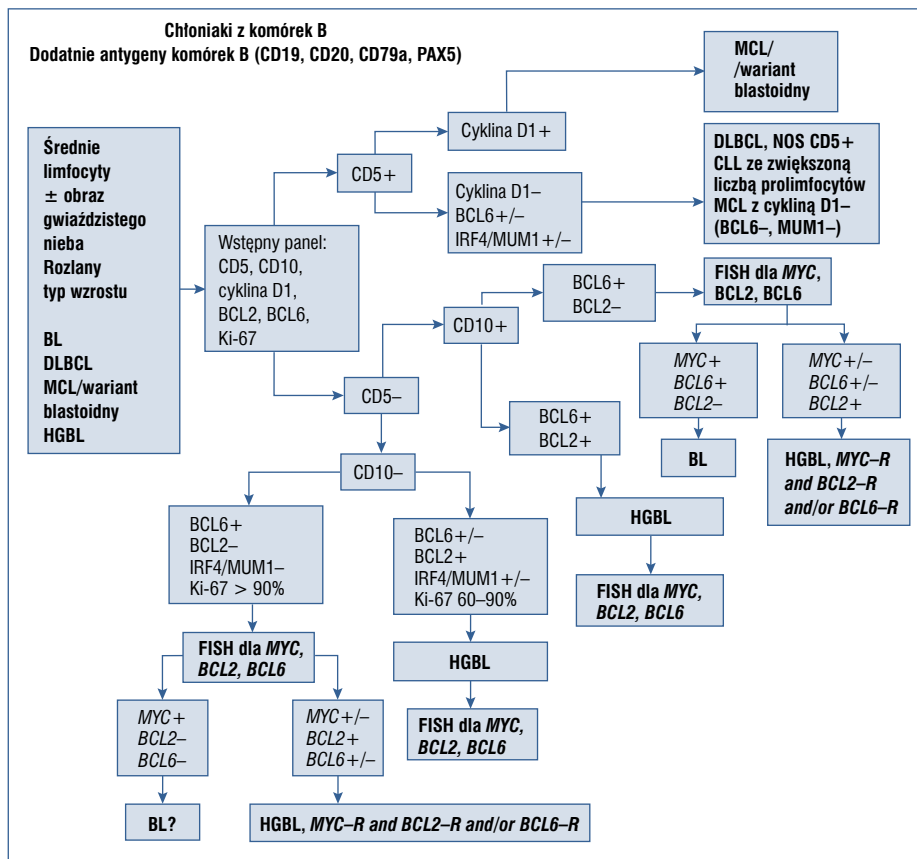 Chłoniaki z komórek B
Dodatnie antygeny komórek B (CD19, CD20, CD79a, PAX5)
Średnie
limfocyty
± obraz
gwiaździstego
nieba
Rozlany
typ wzrostu
BL
DLBCL
MCL/wariant
blastoidny
HGBL
Wstępny panel:
CD5, CD10,
cyklina D1,
BCL2, BCL6,
Ki-67
CD5+
Cyklina D1+
MCL/
/wariant
blastoidny
Cyklina D1–
BCL6+/–
IRF4/MUM1+/–
DLBCL, NOS CD5+
CLL ze zwiększoną
liczbą prolimfocytów
MCL z cykliną D1–
(BCL6–, MUM1–)
CD5–
CD10+
BCL6+
BCL2–
FISH dla MYC,
BCL2, BCL6
MYC+
BCL6+
BCL2–
BL
MYC+/–
BCL6+/–
BCL2+
HGBL, MYC–R
and BCL2–R
and/or BCL6–R
BCL6+
BCL2+
HGBL
FISH dla MYC,
BCL2, BCL6
CD10–
BCL6+
BCL2–
IRF4/MUM1–
Ki-67 > 90%
FISH dla MYC,
BCL2, BCL6
MYC+
BCL2–
BCL6–
BL?
MYC+/–
BCL2+
BCL6+/–
HGBL, MYC–R and BCL2–R and/or BCL6–R
BCL6+/–
BCL2+
IRF4/MUM1+/–
Ki-67 60–90%
HGBL
FISH dla MYC,
BCL2, BCL6